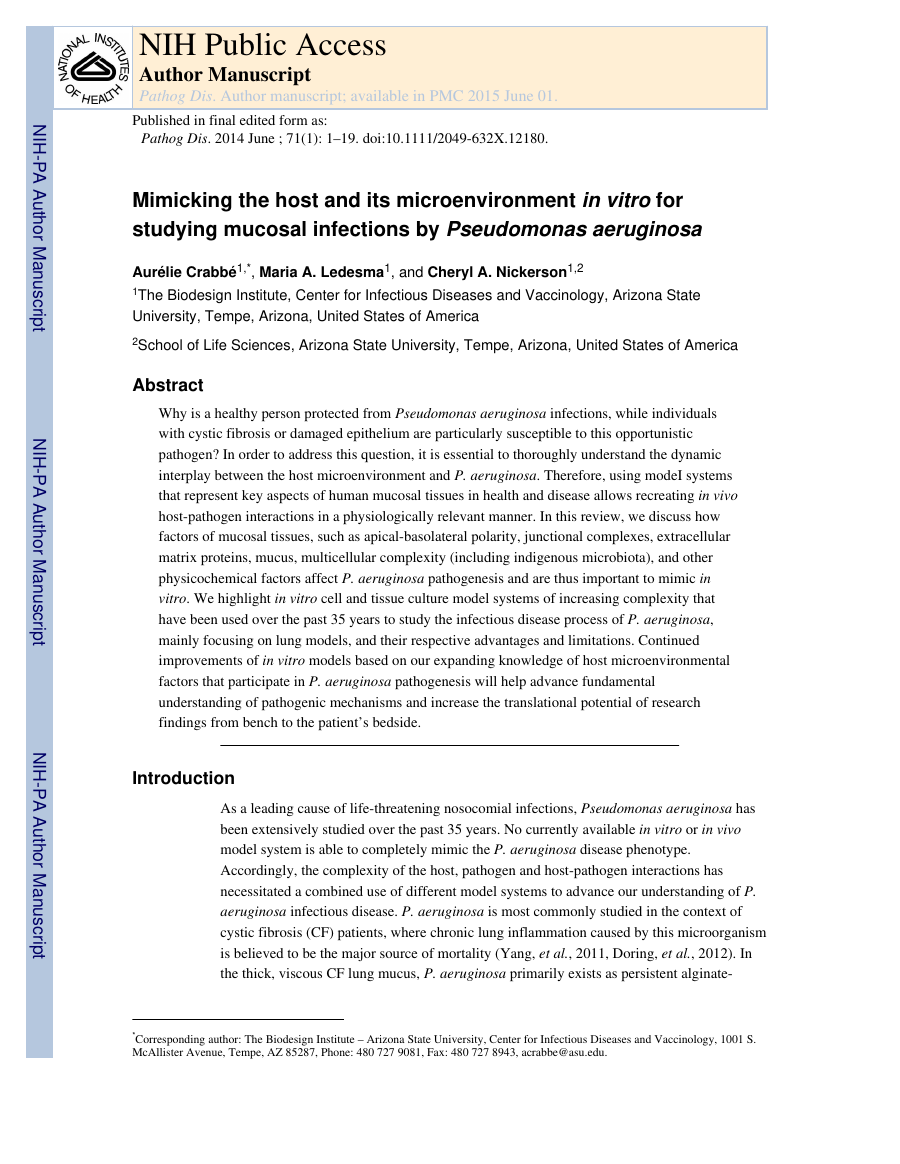 NATIONAL INSTITUTES OF HEALTH
NIH Public Access
Author Manuscript
Pathog Dis. Author manuscript; available in PMC 2015 June 01.
Published in final edited form as:
Pathog Dis. 2014 June ; 71(1): 1–19. doi:10.1111/2049-632X.12180.
Mimicking the host and its microenvironment in vitro for
studying mucosal infections by Pseudomonas aeruginosa
Aurélie Crabbé1,*, Maria A. Ledesma1, and Cheryl A. Nickerson1,2
1The Biodesign Institute, Center for Infectious Diseases and Vaccinology, Arizona State
University, Tempe, Arizona, United States of America
2School of Life Sciences, Arizona State University, Tempe, Arizona, United States of America
Abstract
Why is a healthy person protected from Pseudomonas aeruginosa infections, while individuals
with cystic fibrosis or damaged epithelium are particularly susceptible to this opportunistic
pathogen? In order to address this question, it is essential to thoroughly understand the dynamic
interplay between the host microenvironment and P. aeruginosa. Therefore, using modeI systems
that represent key aspects of human mucosal tissues in health and disease allows recreating in vivo
host-pathogen interactions in a physiologically relevant manner. In this review, we discuss how
factors of mucosal tissues, such as apical-basolateral polarity, junctional complexes, extracellular
matrix proteins, mucus, multicellular complexity (including indigenous microbiota), and other
physicochemical factors affect P. aeruginosa pathogenesis and are thus important to mimic in
vitro. We highlight in vitro cell and tissue culture model systems of increasing complexity that
have been used over the past 35 years to study the infectious disease process of P. aeruginosa,
mainly focusing on lung models, and their respective advantages and limitations. Continued
improvements of in vitro models based on our expanding knowledge of host microenvironmental
factors that participate in P. aeruginosa pathogenesis will help advance fundamental
understanding of pathogenic mechanisms and increase the translational potential of research
findings from bench to the patient’s bedside.
Introduction
As a leading cause of life-threatening nosocomial infections, Pseudomonas aeruginosa has
been extensively studied over the past 35 years. No currently available in vitro or in vivo
model system is able to completely mimic the P. aeruginosa disease phenotype.
Accordingly, the complexity of the host, pathogen and host-pathogen interactions has
necessitated a combined use of different model systems to advance our understanding of P.
aeruginosa infectious disease. P. aeruginosa is most commonly studied in the context of
cystic fibrosis (CF) patients, where chronic lung inflammation caused by this microorganism
is believed to be the major source of mortality (Yang, et al., 2011, Doring, et al., 2012). In
the thick, viscous CF lung mucus, P. aeruginosa primarily exists as persistent alginate-
*Corresponding author: The Biodesign Institute – Arizona State University, Center for Infectious Diseases and Vaccinology, 1001 S.
McAllister Avenue, Tempe, AZ 85287, Phone: 480 727 9081, Fax: 480 727 8943, acrabbe@asu.edu.
NIH-PA Author Manuscript
NIH-PA Author Manuscript
NIH-PA Author Manuscript